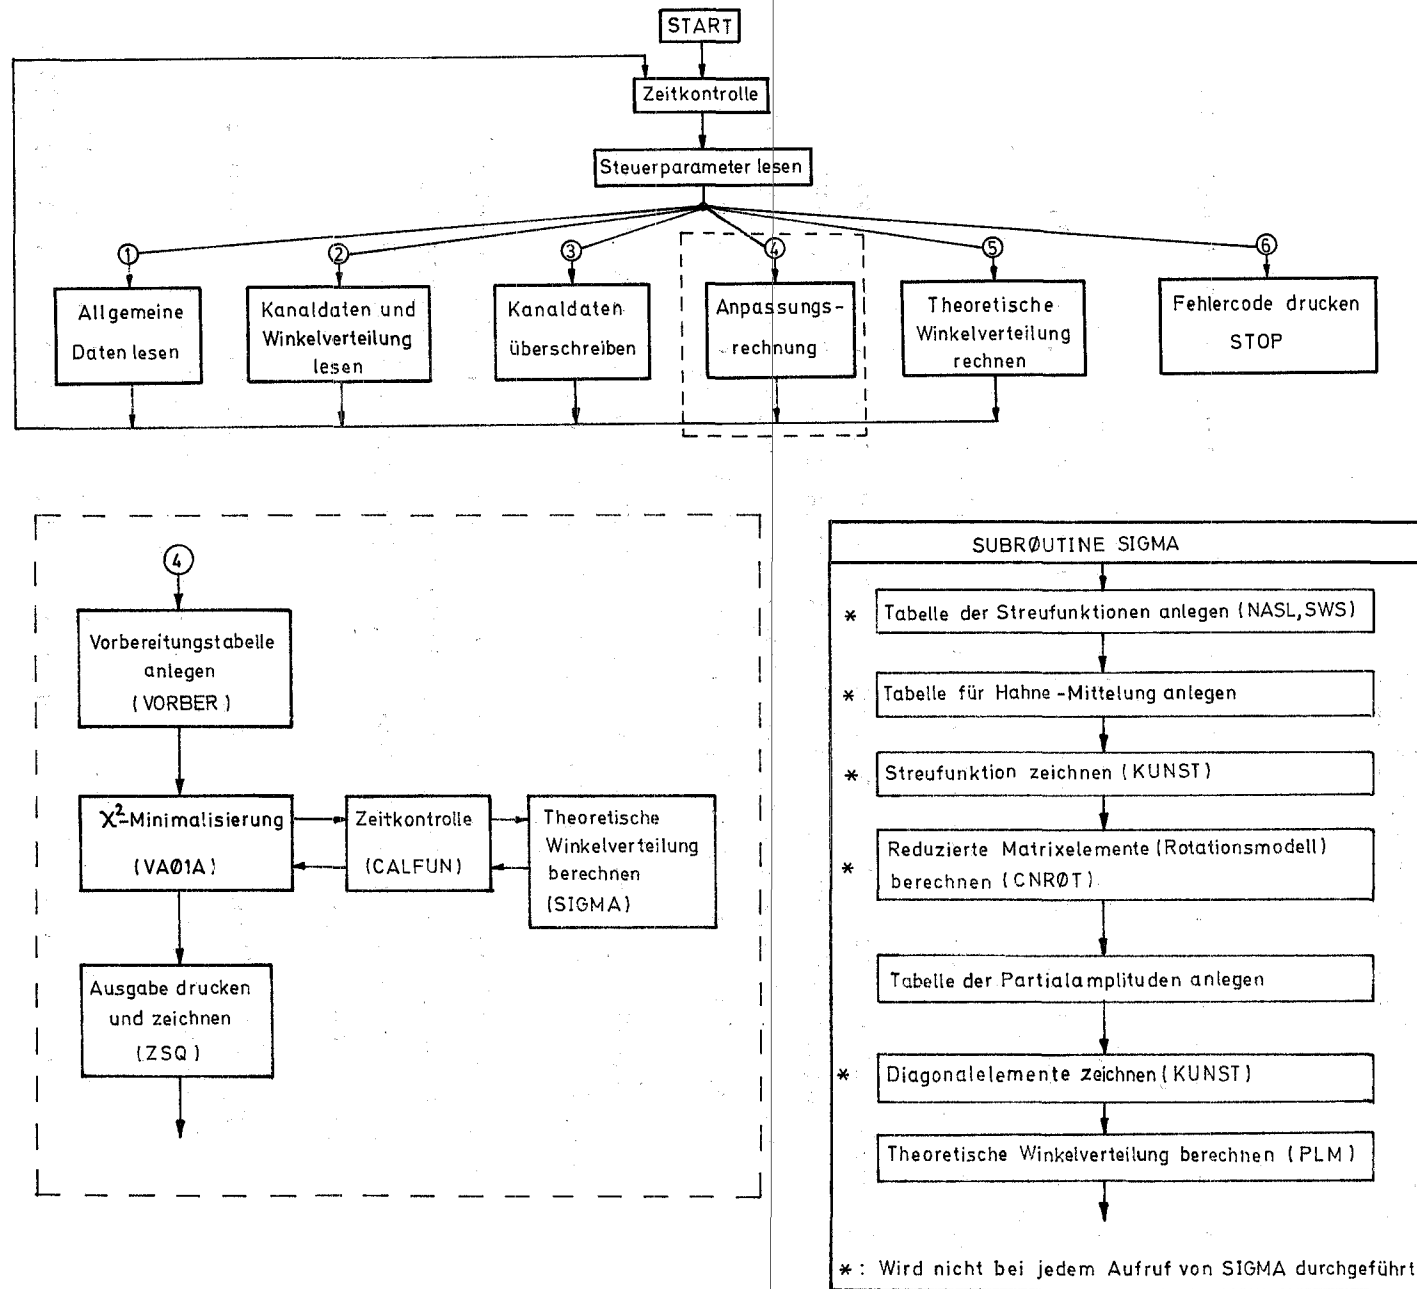 START
Zeitkontrolle
Steuerparameter lesen
1
2
3
4
5
6
Allgemeine
Daten lesen
Kanaldaten und
Winkelverteilung
lesen
Kanaldaten
überschreiben
Anpassungs-
rechnung
Theoretische
Winkelverteilung
rechnen
Fehlercode drucken
STOP
4
Vorbereitungstabelle
anlegen
(VORBER)
χ²-Minimalisierung
(VAØ1A)
Zeitkontrolle
(CALFUN)
Theoretische
Winkelverteilung
berechnen
(SIGMA)
Ausgabe drucken
und zeichnen
(ZSQ)
SUBRØUTINE SIGMA
* Tabelle der Streufunktionen anlegen (NASL,SWS)
* Tabelle für Hahne-Mittelung anlegen
* Streufunktion zeichnen (KUNST)
* Reduzierte Matrixelemente (Rotationsmodell)
berechnen (CNRØT)
Tabelle der Partialamplituden anlegen
* Diagonalelemente zeichnen (KUNST)
Theoretische Winkelverteilung berechnen (PLM)
*: Wird nicht bei jedem Aufruf von SIGMA durchgeführt